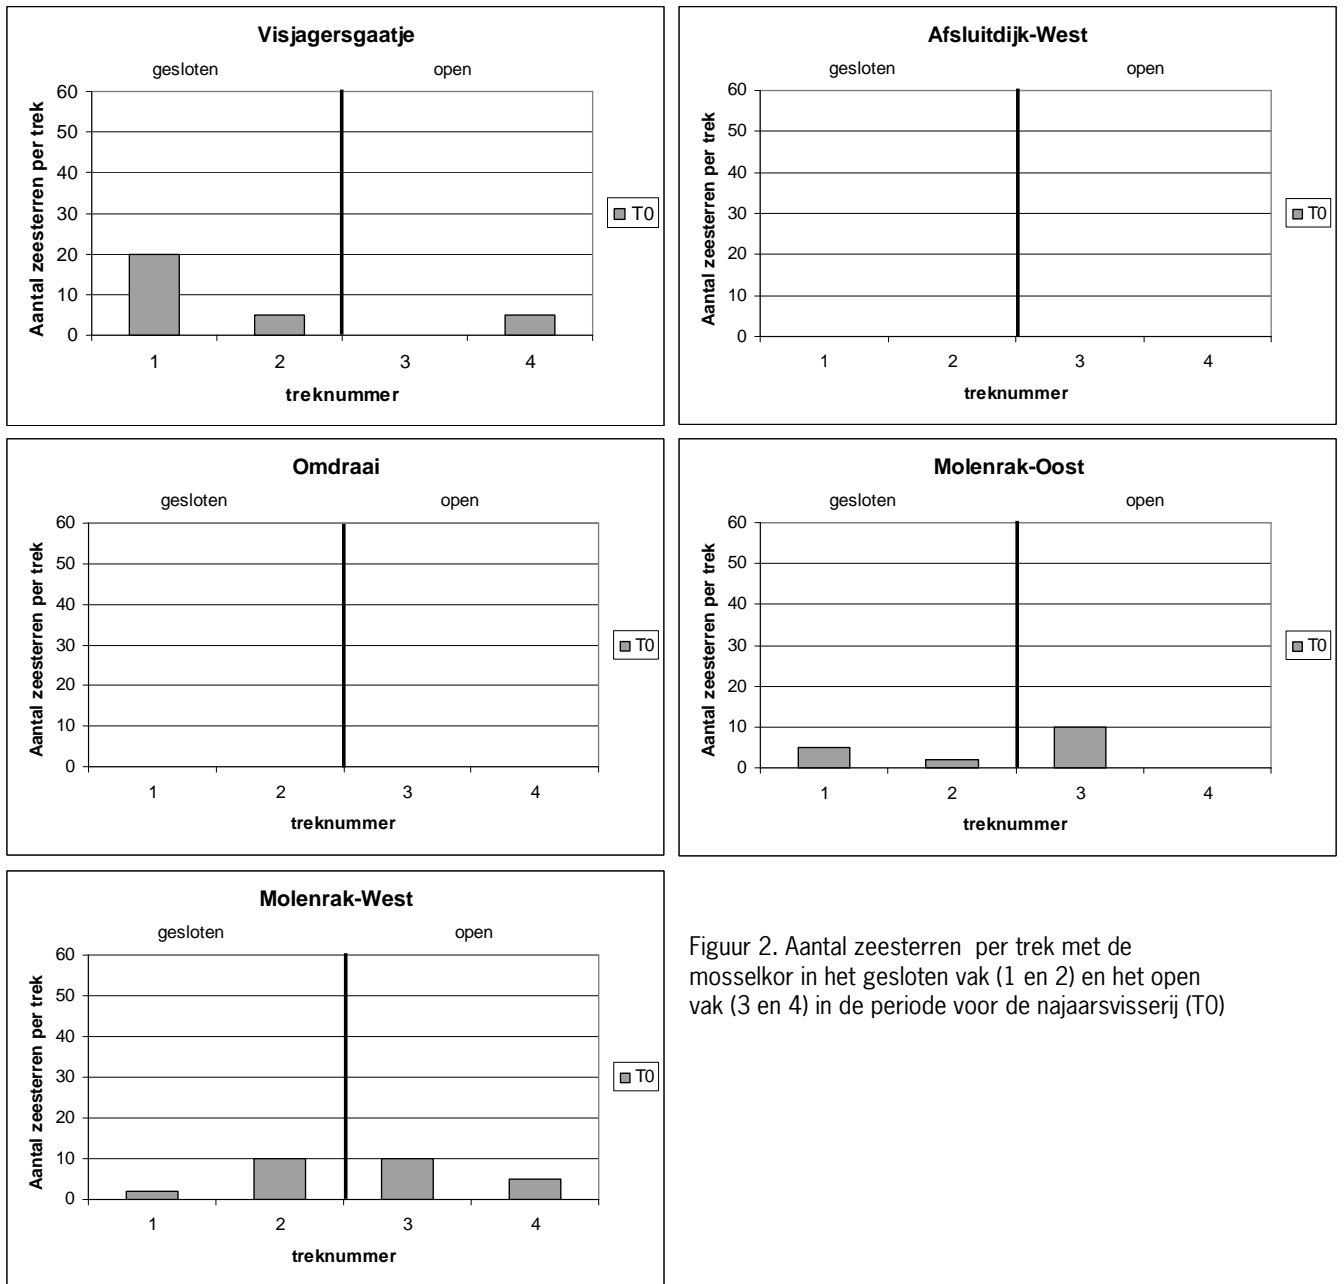 Visjagersgaatje
gesloten open
Aantal zeesterren per trek
60
50
40
30
20
10
0
1 2 3 4
treknummer
T0
Afsluitdijk-West
gesloten open
Aantal zeesterren per trek
60
50
40
30
20
10
0
1 2 3 4
treknummer
T0
Omdraai
gesloten open
Aantal zeesterren per trek
60
50
40
30
20
10
0
1 2 3 4
treknummer
T0
Molenrak-Oost
gesloten open
Aantal zeesterren per trek
60
50
40
30
20
10
0
1 2 3 4
treknummer
T0
Molenrak-West
gesloten open
Aantal zeesterren per trek
60
50
40
30
20
10
0
1 2 3 4
treknummer
T0
Figuur 2. Aantal zeesterren per trek met de
mosselkor in het gesloten vak (1 en 2) en het open
vak (3 en 4) in de periode voor de najaarsvisserij (T0)